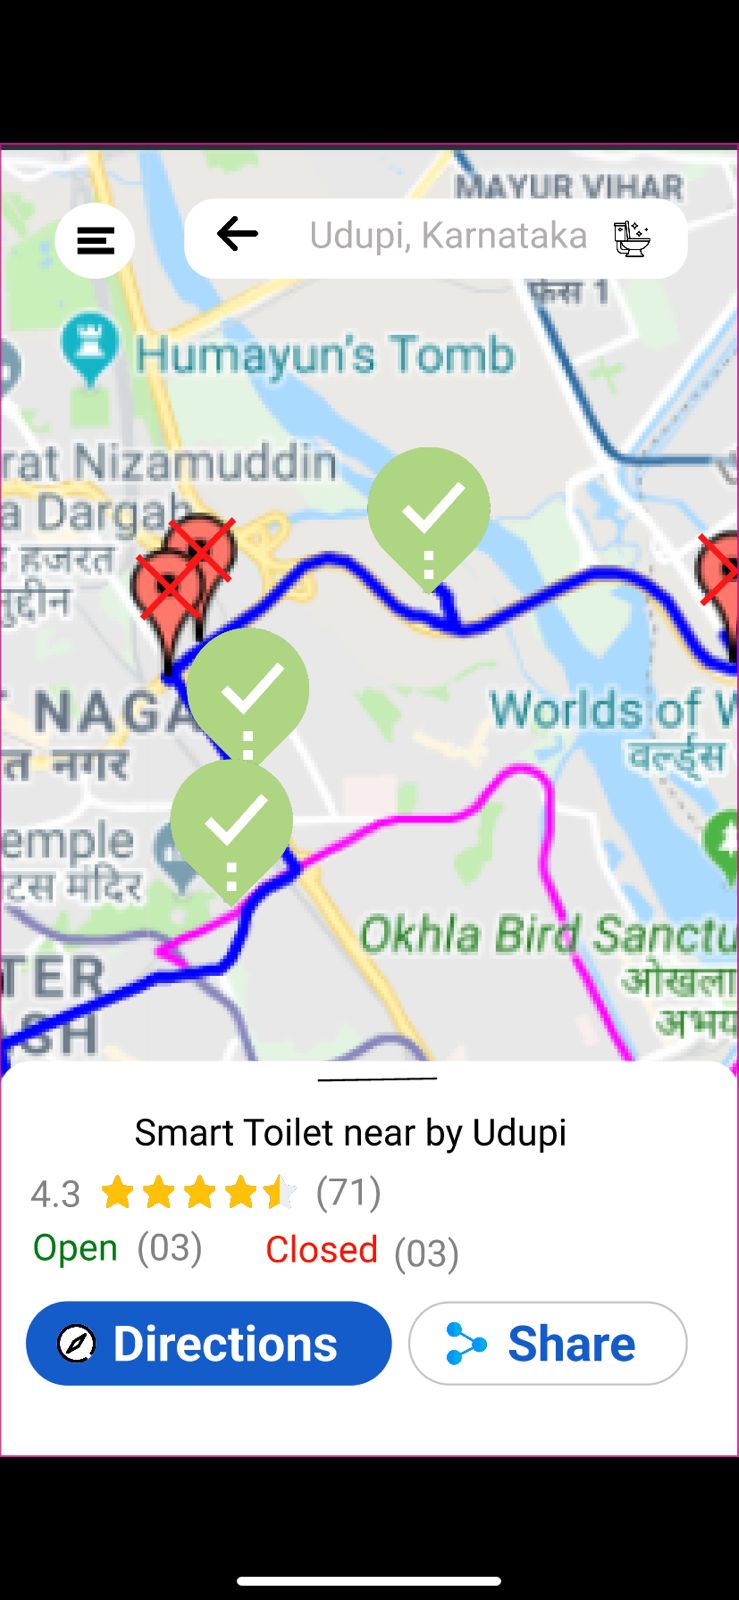 MAYUR VIHAR
Udupi, Karnataka
फेस 1
Humayun's Tomb
rat Nizamuddin
a Dargah
हजरत
मुद्दीन
NAGA
Worlds of W
त नगर
वर्ल्ड्स
emple
टस मंदिर
Okhla Bird Sanctu
TER
ओखला
SH
अभय
Smart Toilet near by Udupi
4.3 (71)
Open (03) Closed (03)
Directions Share